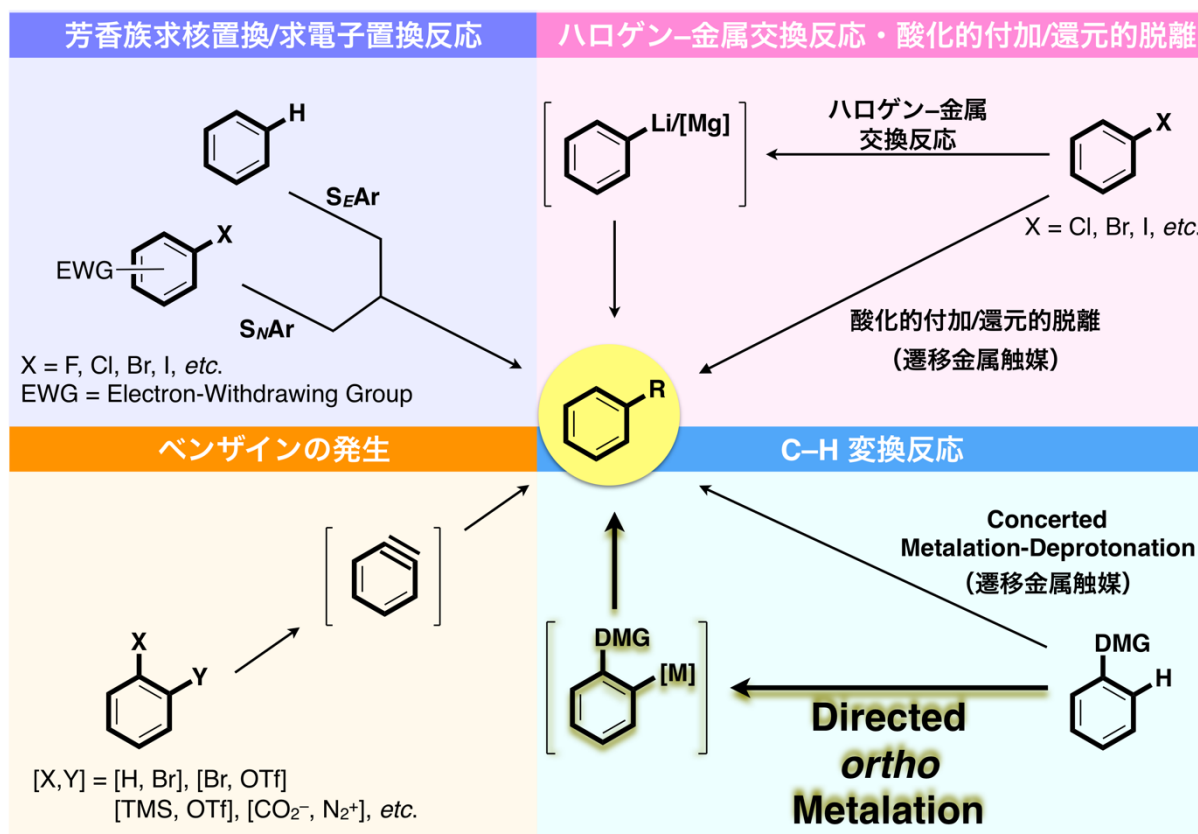 芳香族求核置換/求電子置換反応
H
SEAr
X
EWG
SNAr
X = F, Cl, Br, I, etc.
EWG = Electron-Withdrawing Group
ハロゲン–金属交換反応・酸化的付加/還元的脱離
Li/[Mg]
ハロゲン–金属
交換反応
X
X = Cl, Br, I, etc.
酸化的付加/還元的脱離
（遷移金属触媒）
R
ベンザインの発生
X
Y
[X,Y] = [H, Br], [Br, OTf]
[TMS, OTf], [CO₂⁻, N₂⁺], etc.
C–H 変換反応
Concerted
Metalation-Deprotonation
（遷移金属触媒）
DMG
[M]
DMG
H
Directed
ortho
Metalation